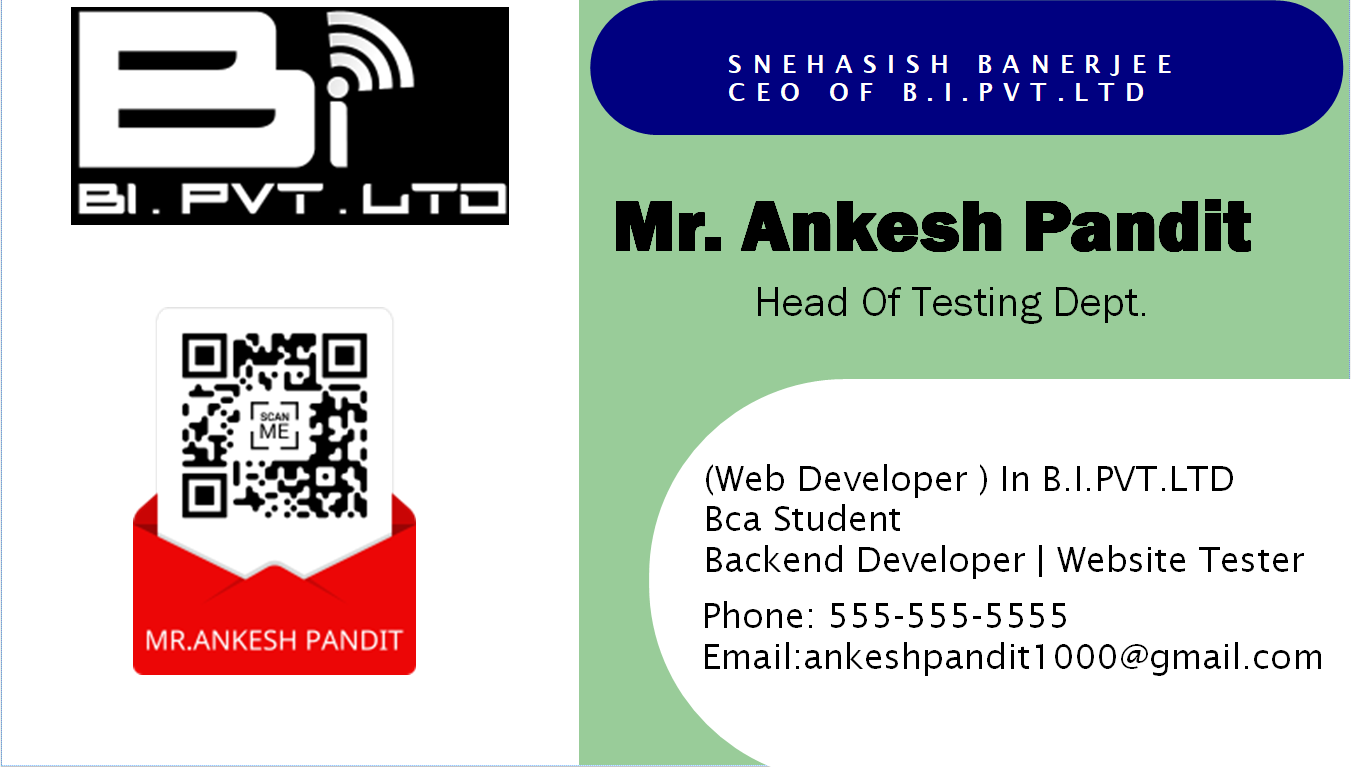 Bi
BI.PVT.LTD
SCAN
ME
MR.ANKESH PANDIT
SNEHASISH BANERJEE
CEO OF B.I.PVT.LTD
Mr. Ankesh Pandit
Head Of Testing Dept.
(Web Developer ) In B.I.PVT.LTD
Bca Student
Backend Developer | Website Tester
Phone: 555-555-5555
Email:ankeshpandit1000@gmail.com